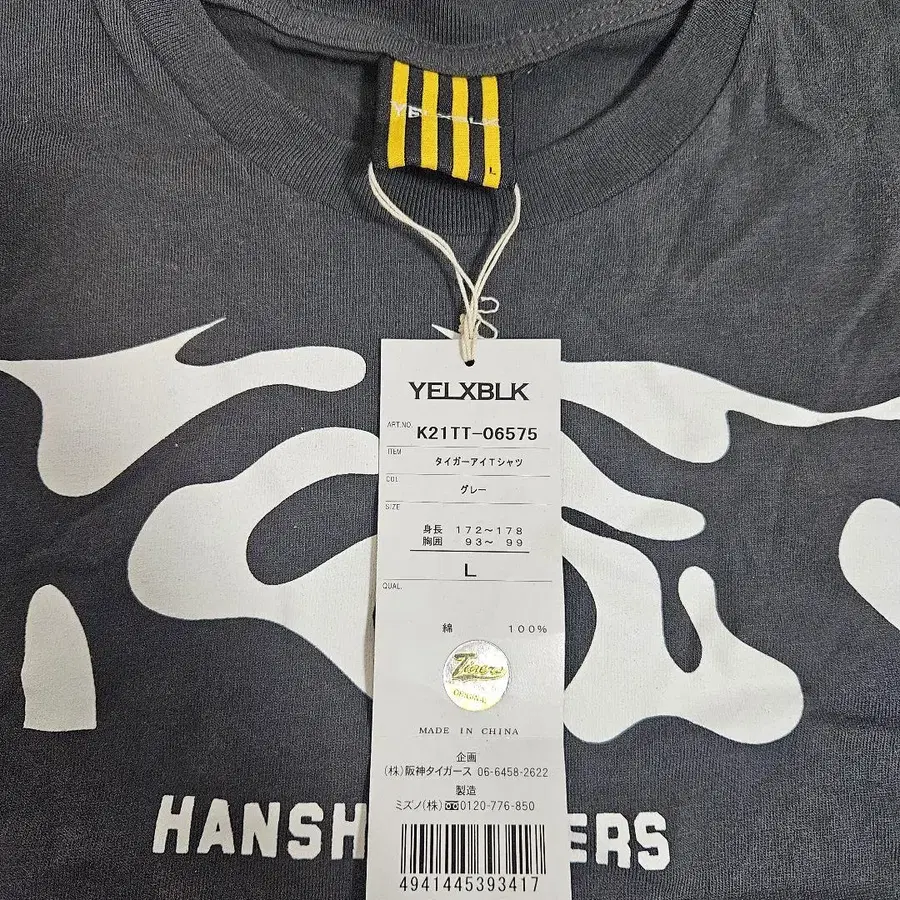 YELXBLK
L
YELXBLK
ART.NO. K21TT-06575
ITEM
タイガーアイTシャツ
COL
グレー
SIZE
身長 172〜178
胸囲 93〜 99
L
QUAL.
綿 100%
Tigers
ORIGINAL
MADE IN CHINA
企画
(株)阪神タイガース 06-6458-2622
製造
ミズノ(株) 0120-776-850
4941445393417
HANSH ERS